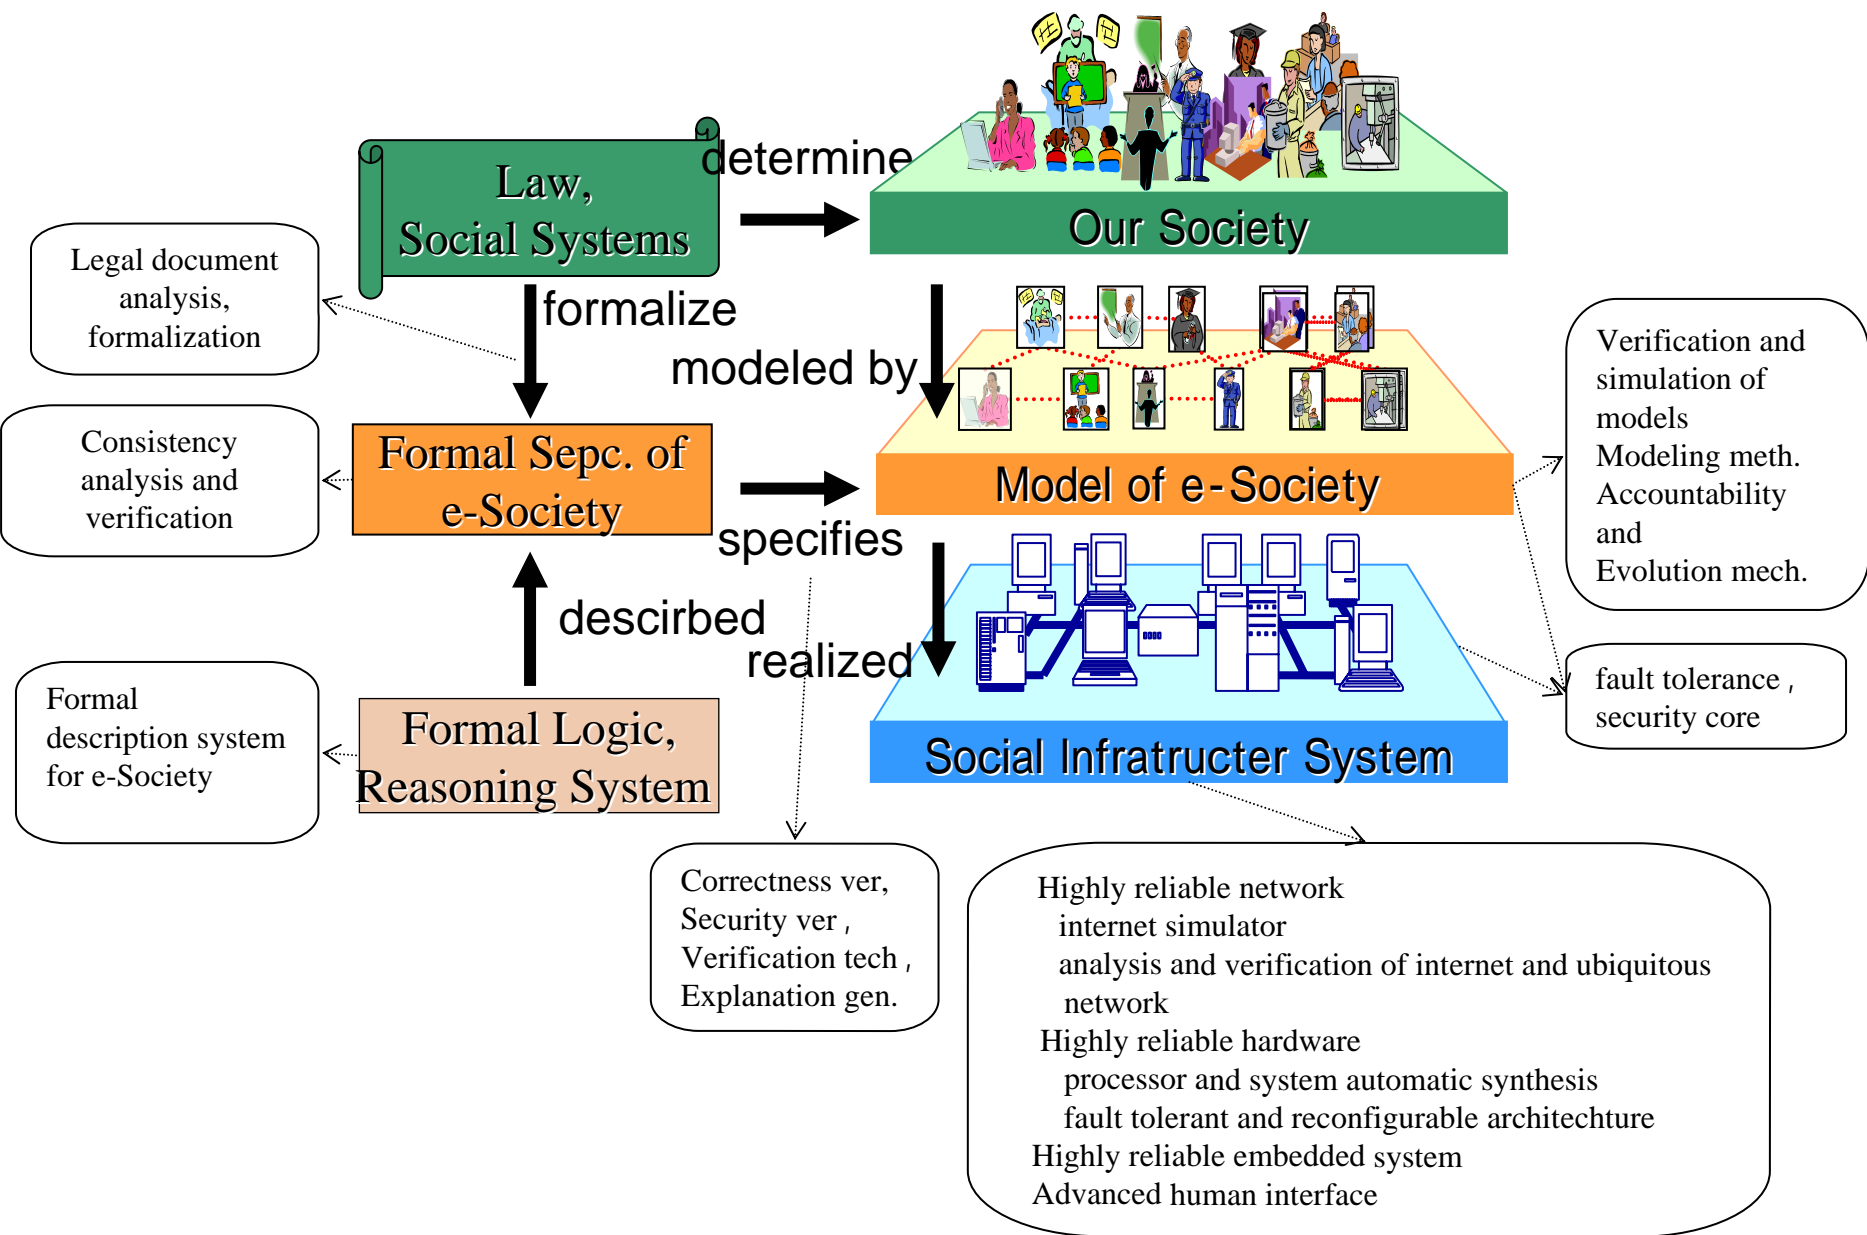 Law,
Social Systems
determine
Our Society
Legal document
analysis,
formalization
formalize
modeled by
Verification and
simulation of
models
Modeling meth.
Accountability
and
Evolution mech.
Consistency
analysis and
verification
Formal Sepc. of
e-Society
Model of e-Society
specifies
descirbed
realized
fault tolerance ,
security core
Formal
description system
for e-Society
Formal Logic,
Reasoning System
Social Infratructer System
Correctness ver,
Security ver ,
Verification tech ,
Explanation gen.
Highly reliable network
internet simulator
analysis and verification of internet and ubiquitous
network
Highly reliable hardware
processor and system automatic synthesis
fault tolerant and reconfigurable architechture
Highly reliable embedded system
Advanced human interface